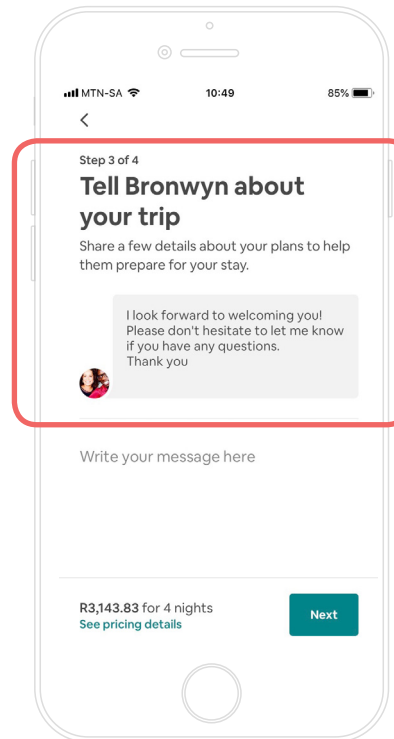 MTN-SA 10:49 85%
Step 3 of 4
Tell Bronwyn about
your trip
Share a few details about your plans to help
them prepare for your stay.
I look forward to welcoming you!
Please don't hesitate to let me know
if you have any questions.
Thank you
Write your message here
R3,143.83 for 4 nights
See pricing details
Next